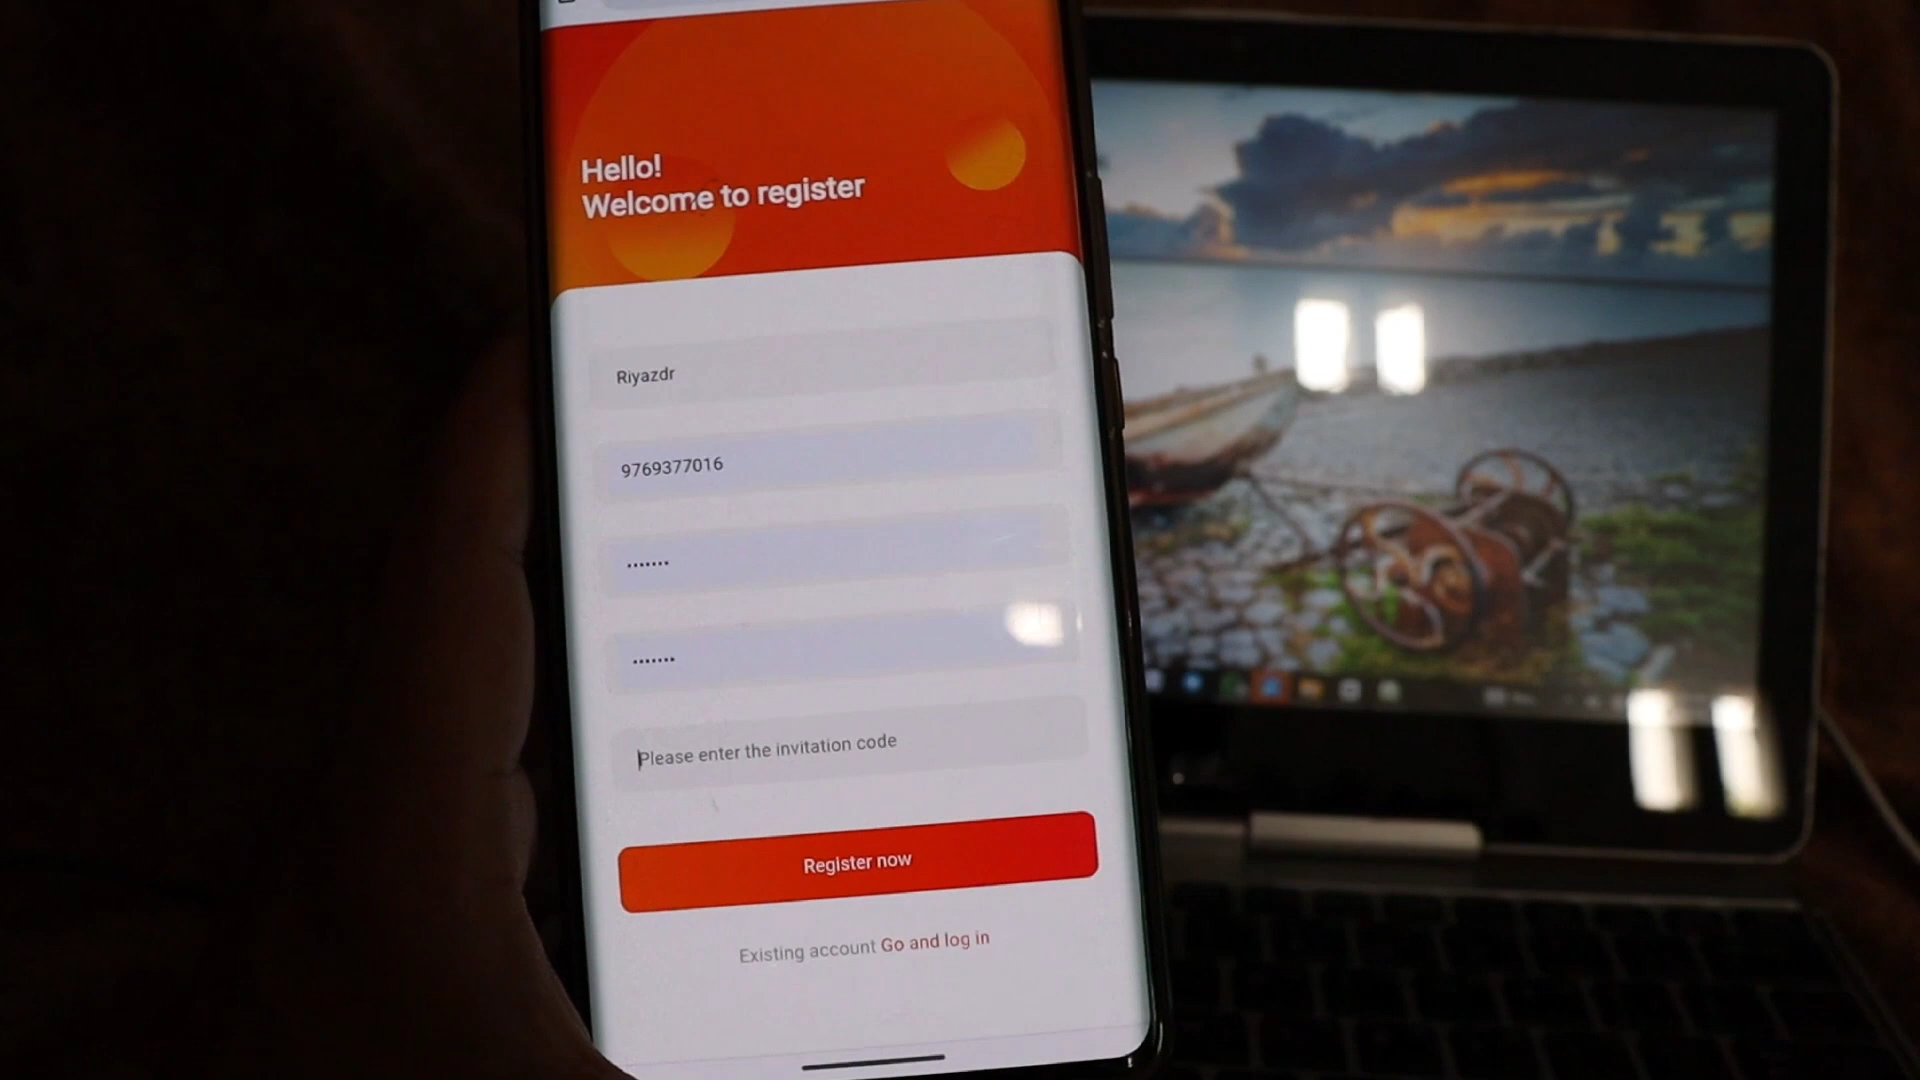 Hello!
Welcome to register
Riyazdr
9769377016
•••••••
•••••••
Please enter the invitation code
Register now
Existing account Go and log in